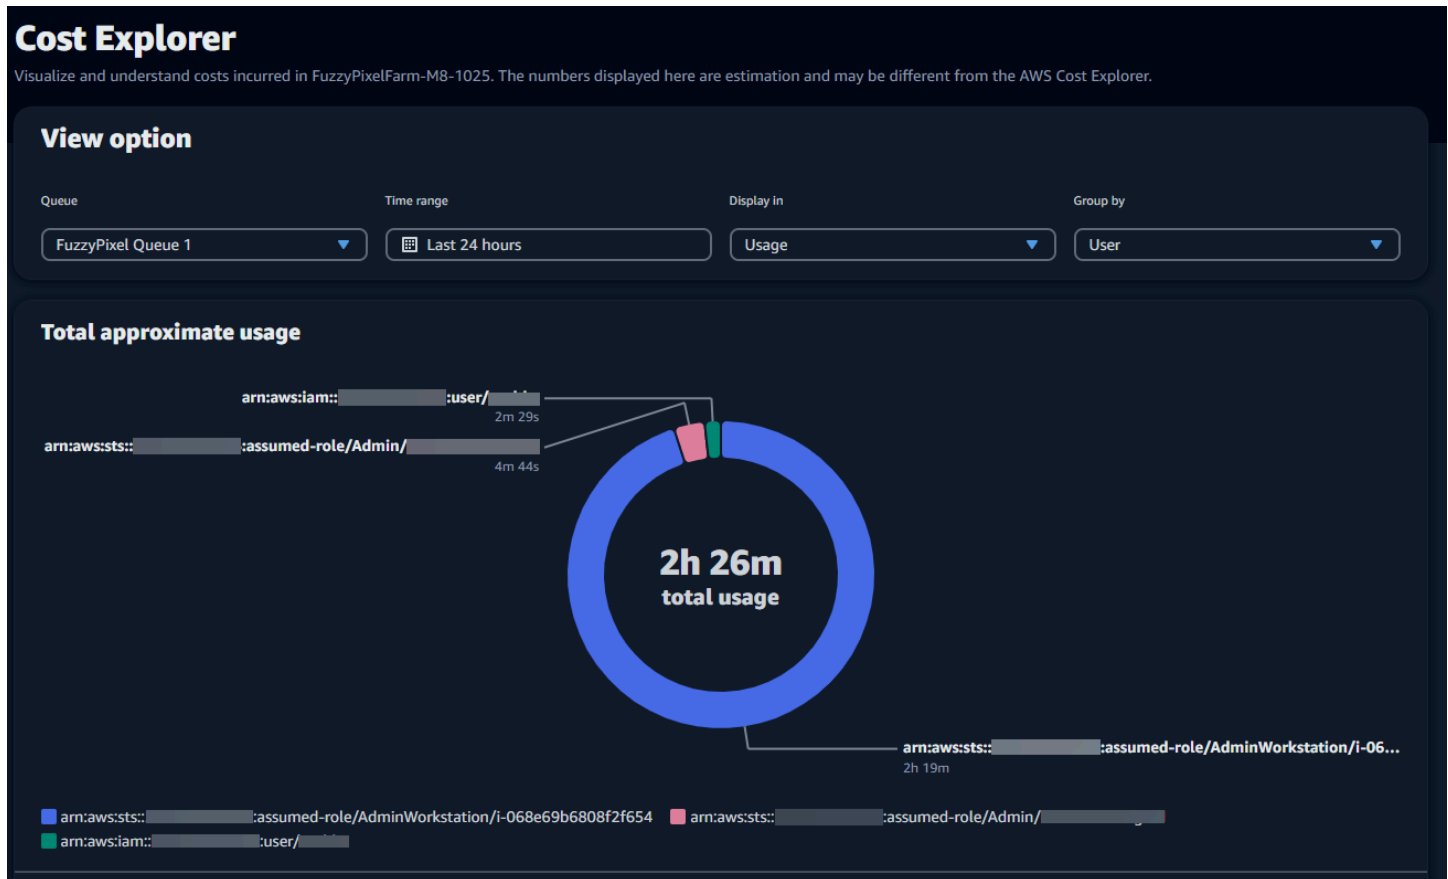 Cost Explorer
Visualize and understand costs incurred in FuzzyPixelFarm-M8-1025. The numbers displayed here are estimation and may be different from the AWS Cost Explorer.
View option
Queue Time range Display in Group by
FuzzyPixel Queue 1 Last 24 hours Usage User
Total approximate usage
arn:aws:iam:: :user/
2m 29s
arn:aws:sts:: :assumed-role/Admin/
4m 44s
2h 26m
total usage
arn:aws:sts:: :assumed-role/AdminWorkstation/i-06...
2h 19m
arn:aws:sts:: :assumed-role/AdminWorkstation/i-068e69b6808f2f654 arn:aws:sts:: :assumed-role/Admin/
arn:aws:iam:: :user/